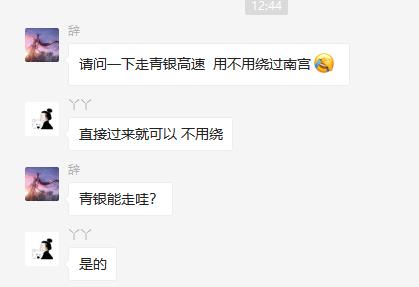 12:44
辞
请问一下走青银高速 用不用绕过南宫
丫丫
直接过来就可以 不用绕
辞
青银能走哇？
丫丫
是的